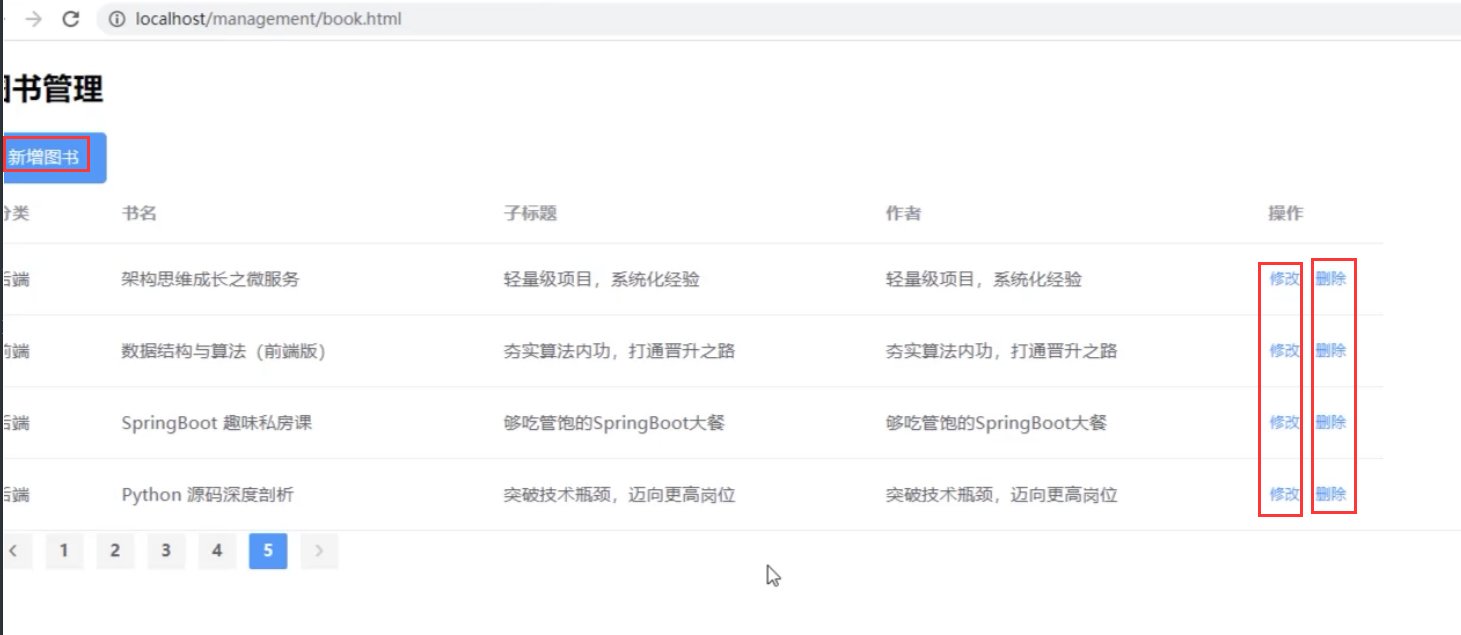 localhost/management/book.html
书管理
新增图书
类 书名 子标题 作者 操作
端 架构思维成长之微服务 轻量级项目，系统化经验 轻量级项目，系统化经验 修改 删除
端 数据结构与算法（前端版） 夯实算法内功，打通晋升之路 夯实算法内功，打通晋升之路 修改 删除
端 SpringBoot 趣味私房课 够吃管饱的SpringBoot大餐 够吃管饱的SpringBoot大餐 修改 删除
端 Python 源码深度剖析 突破技术瓶颈，迈向更高岗位 突破技术瓶颈，迈向更高岗位 修改 删除
1 2 3 4 5